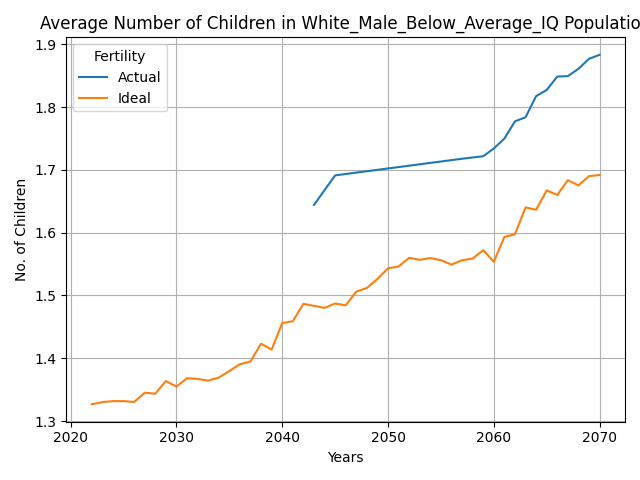 Average Number of Children in White_Male_Below_Average_IQ Populatio
Fertility
Actual
Ideal
1.9
1.8
1.7
1.6
1.5
1.4
1.3
No. of Children
2020 2030 2040 2050 2060 2070
Years